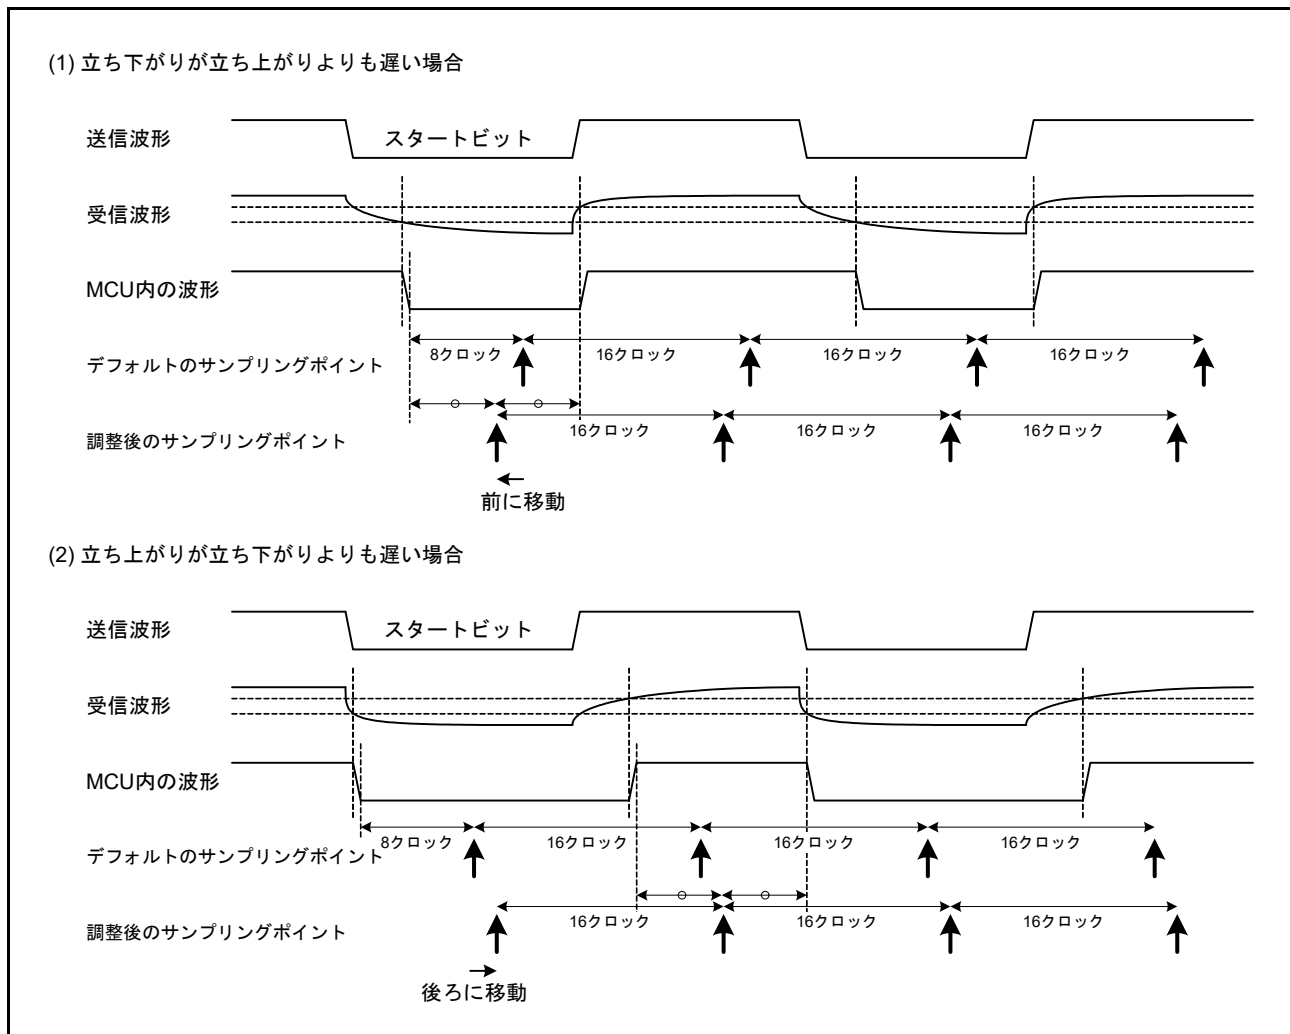 (1) 立ち下がりが立ち上がりよりも遅い場合
送信波形
スタートビット
受信波形
MCU内の波形
8クロック
16クロック
16クロック
16クロック
デフォルトのサンプリングポイント
16クロック
16クロック
16クロック
調整後のサンプリングポイント
前に移動
(2) 立ち上がりが立ち下がりよりも遅い場合
送信波形
スタートビット
受信波形
MCU内の波形
8クロック
16クロック
16クロック
16クロック
デフォルトのサンプリングポイント
16クロック
16クロック
16クロック
調整後のサンプリングポイント
後ろに移動